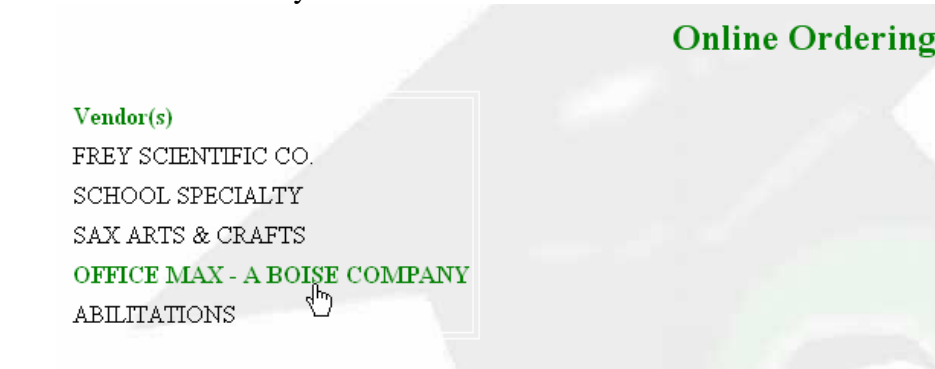 Online Ordering
Vendor(s)
FREY SCIENTIFIC CO.
SCHOOL SPECIALTY
SAX ARTS & CRAFTS
OFFICE MAX - A BOISE COMPANY
ABILITATIONS